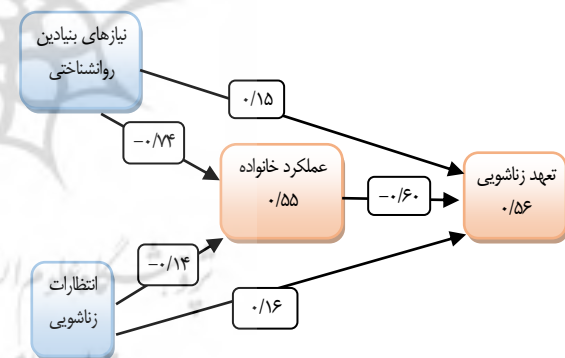 نیازهای بنیادین
روانشناختی
۰/۱۵
-۰/۷۴
عملکرد خانواده
۰/۵۵
تعهد زناشویی
۰/۵۶
-۰/۶۰
-۰/۱۴
انتظارات
زناشویی
۰/۱۶